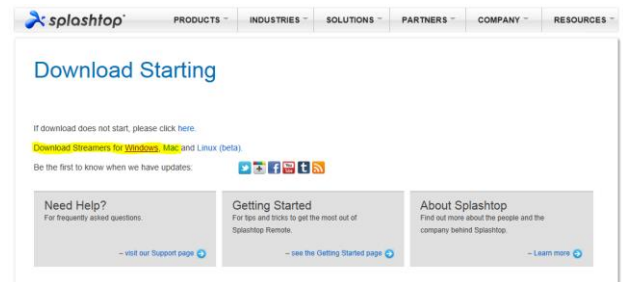 splashtop
PRODUCTS INDUSTRIES SOLUTIONS PARTNERS COMPANY RESOURCES
Download Starting
If download does not start, please click here.
Download Streamers for Windows, Mac and Linux (beta).
Be the first to know when we have updates:
Need Help?
For frequently asked questions.
– visit our Support page
Getting Started
For tips and tricks to get the most out of
Splashtop Remote.
– see the Getting Started page
About Splashtop
Find out more about the people and the
company behind Splashtop.
– Learn more